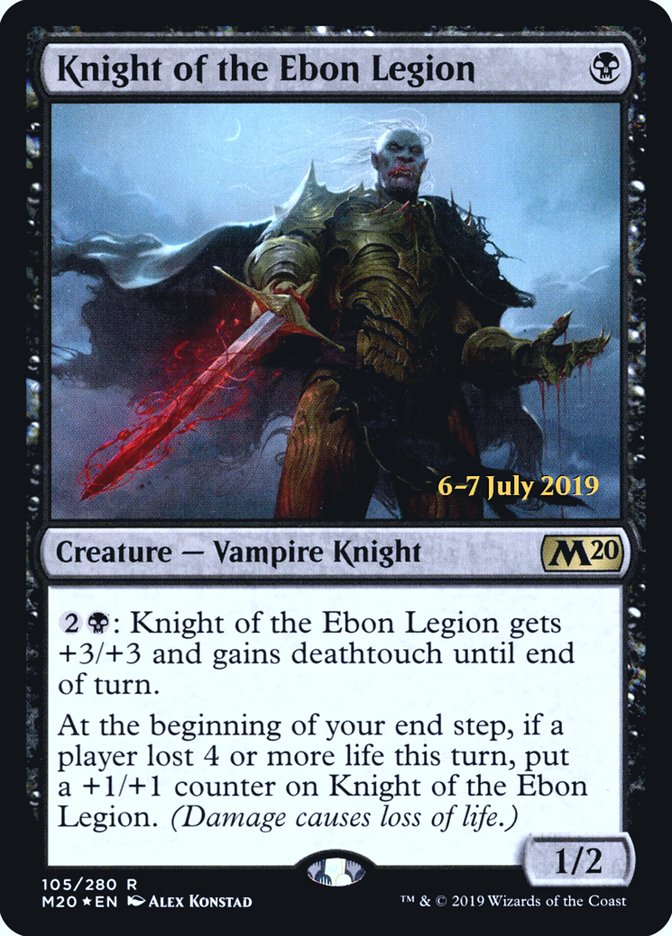 Knight of the Ebon Legion
6–7 July 2019
Creature — Vampire Knight
M20
2: Knight of the Ebon Legion gets
+3/+3 and gains deathtouch until end
of turn.
At the beginning of your end step, if a
player lost 4 or more life this turn, put
a +1/+1 counter on Knight of the Ebon
Legion. (Damage causes loss of life.)
1/2
105/280 R
M20 ★ EN Alex Konstad
™ & © 2019 Wizards of the Coast